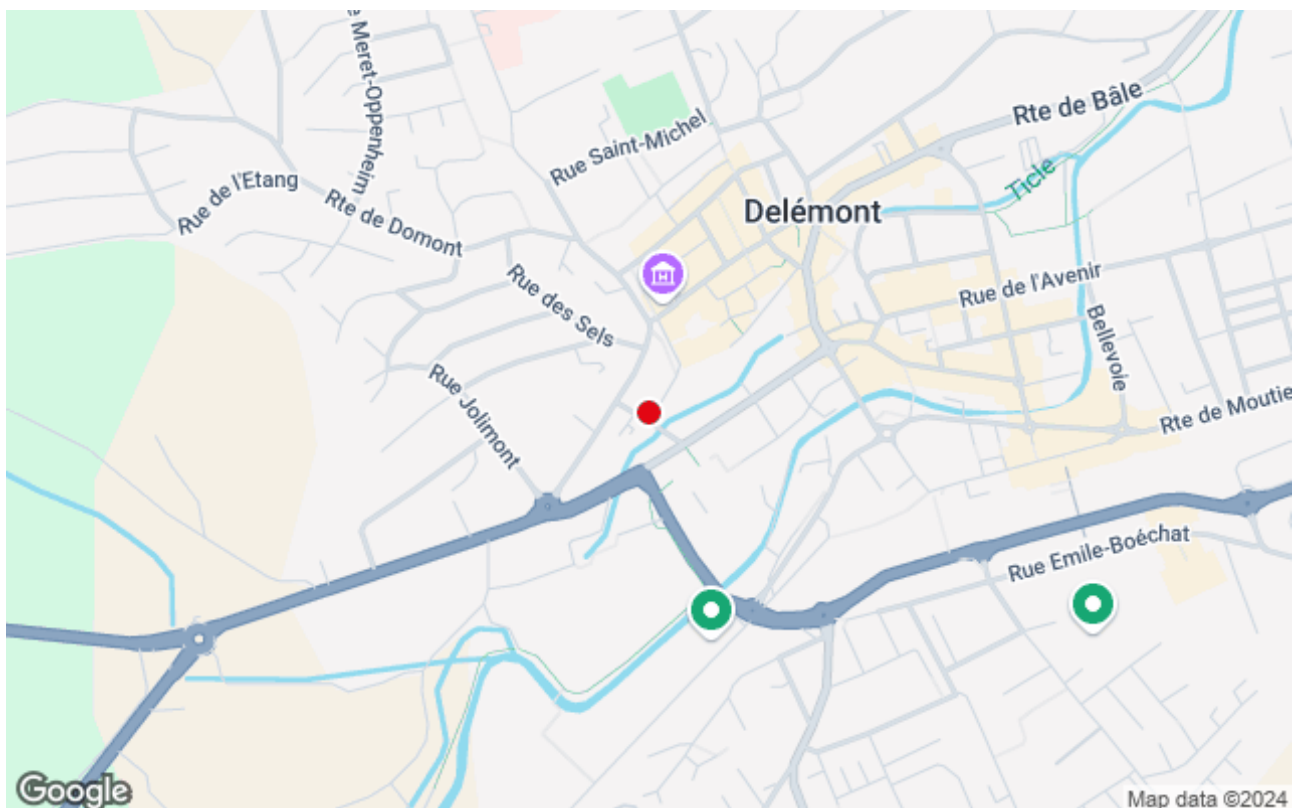 e Meret-Oppenheim
Rte de Bâle
Rue Saint-Michel
Ticle
Rue de l'Etang
Rte de Domont
Delémont
Rue de l'Avenir
Rue des Sels
Bellevoie
Rue Jolimont
Rte de Moutie
Rue Emile-Boéchat
Google
Map data ©2024